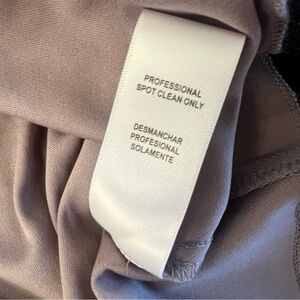 PROFESSIONAL
SPOT CLEAN ONLY
DESMANCHAR
PROFESIONAL
SOLAMENTE